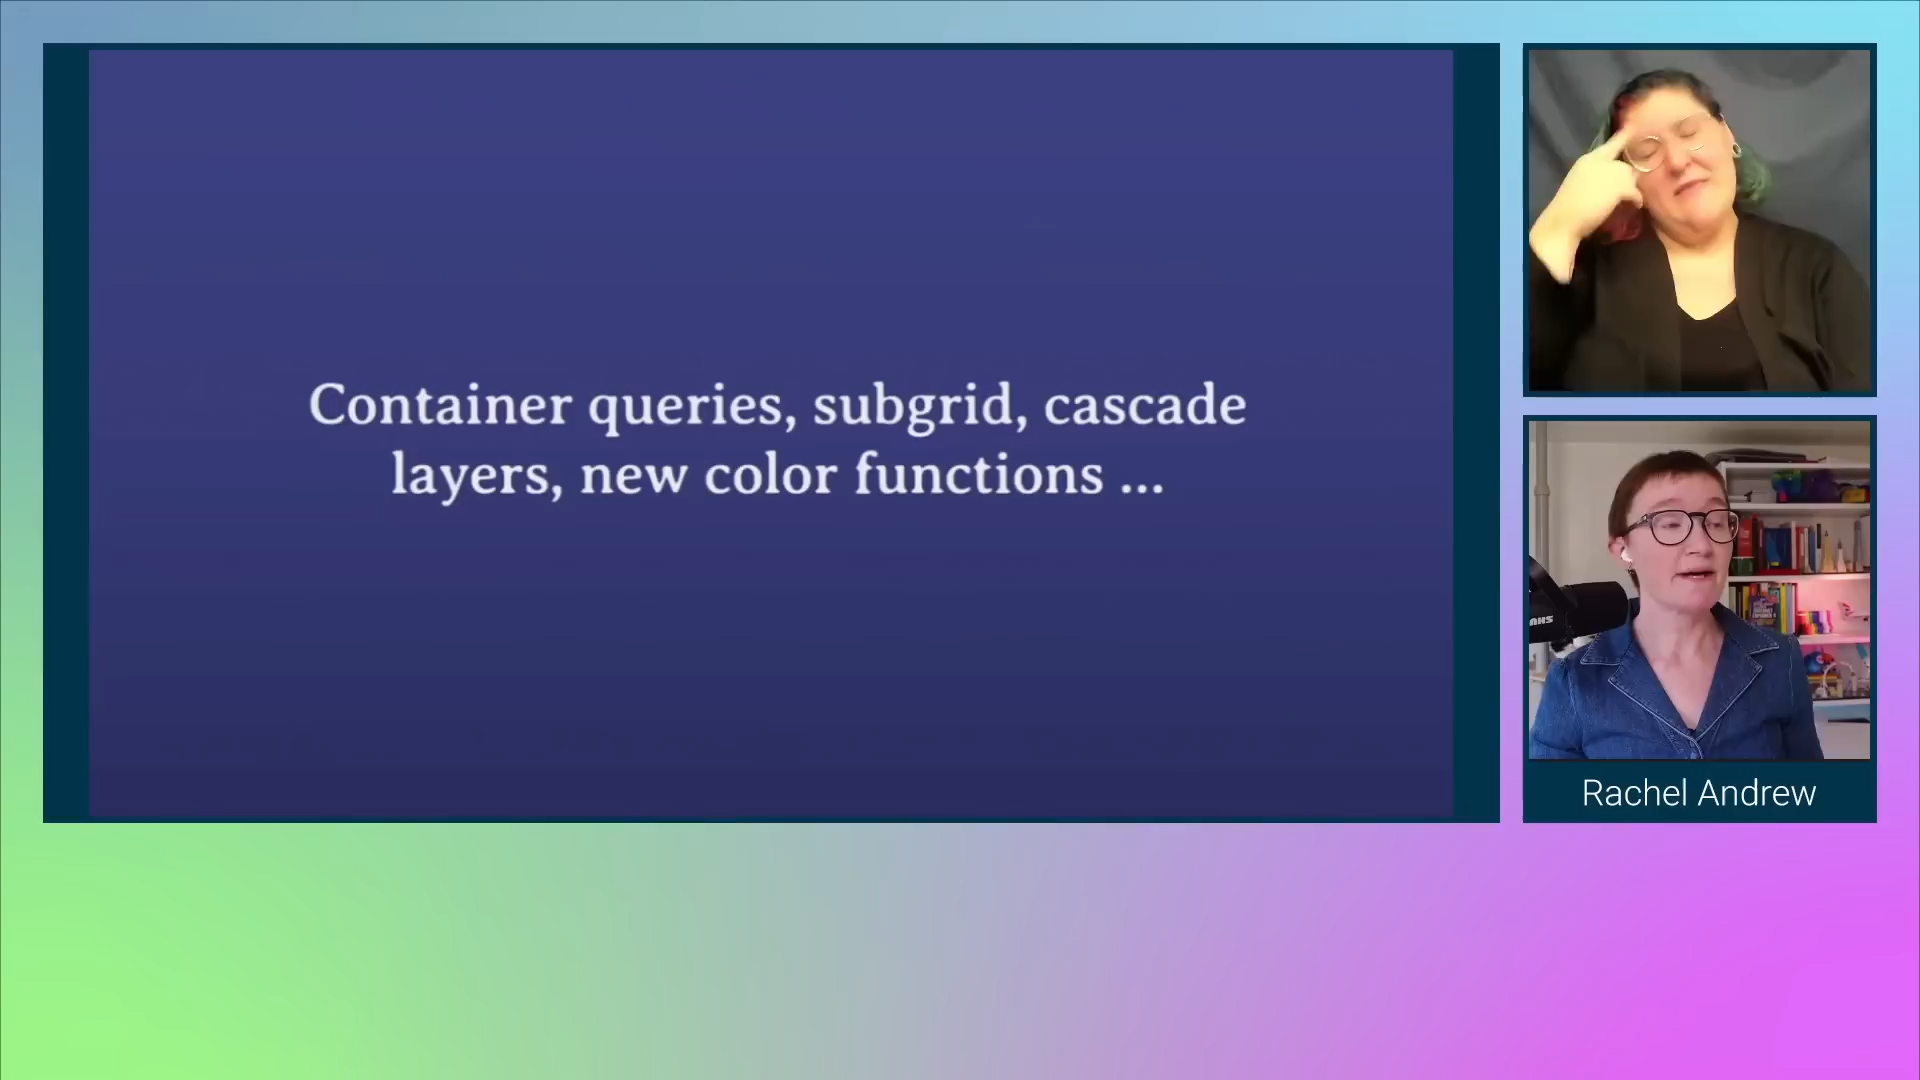 Container queries, subgrid, cascade
layers, new color functions ...
Rachel Andrew